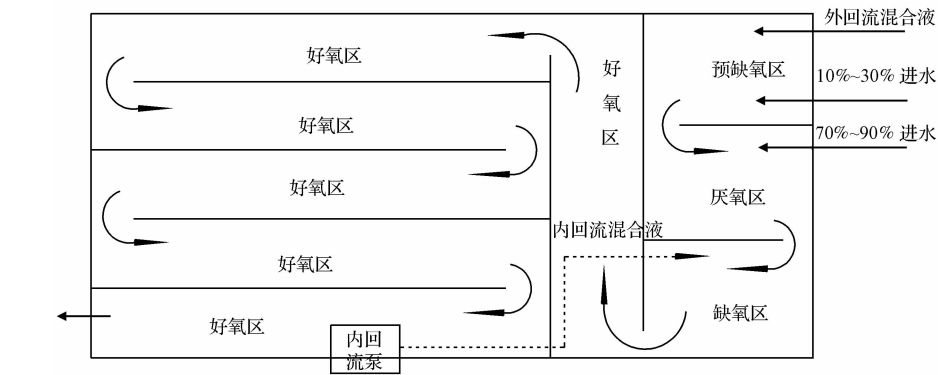 外回流混合液
好氧区
好氧区
预缺氧区
10%~30% 进水
好氧区
70%~90% 进水
好氧区
厌氧区
内回流混合液
好氧区
缺氧区
好氧区
内回
流泵